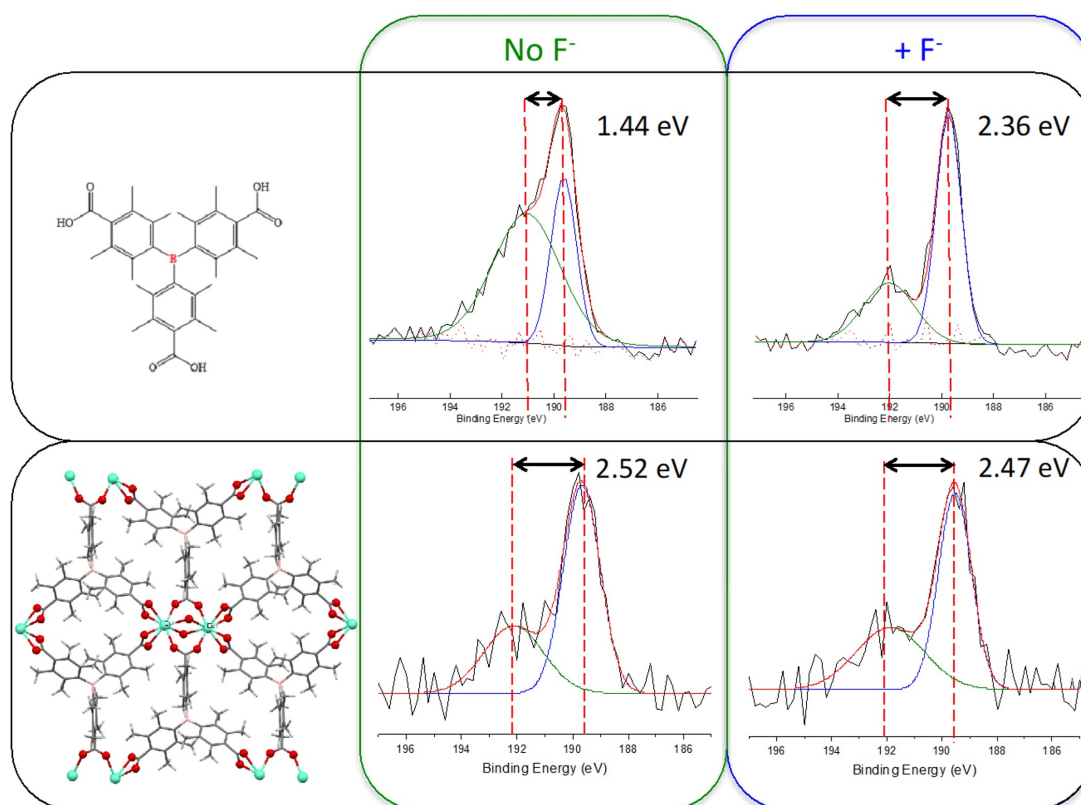 No F-
+ F-
1.44 eV
2.36 eV
O
OH
O
OH
HO
O
B
O
OH
196 194 192 190 188 186
Binding Energy (eV)
196 194 192 190 188 186
Binding Energy (eV)
2.52 eV
2.47 eV
196 194 192 190 188 186
Binding Energy (eV)
196 194 192 190 188 186
Binding Energy (eV)